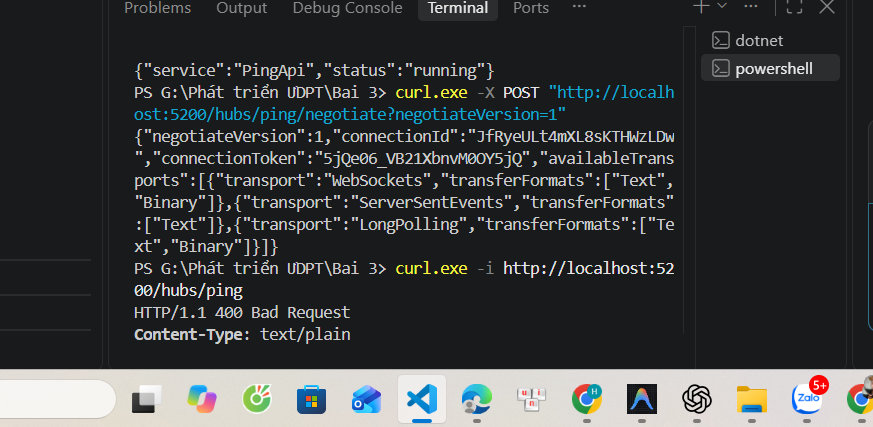 Problems Output Debug Console Terminal Ports
dotnet
powershell
{"service":"PingApi","status":"running"}
PS G:\Phát triển ƯDPT\Bai 3> curl.exe -X POST "http://localh
ost:5200/hubs/ping/negotiate?negotiateVersion=1"
{"negotiateVersion":1,"connectionId":"JfRyeULt4mXL8sKTHWzLDw
","connectionToken":"5jQe06_VB21XbnvM0OY5jQ","availableTrans
ports":[{"transport":"WebSockets","transferFormats":["Text",
"Binary"]},{"transport":"ServerSentEvents","transferFormats"
:["Text"]},{"transport":"LongPolling","transferFormats":["Te
xt","Binary"]}]}
PS G:\Phát triển ƯDPT\Bai 3> curl.exe -i http://localhost:52
00/hubs/ping
HTTP/1.1 400 Bad Request
Content-Type: text/plain
5+
Zalo
H